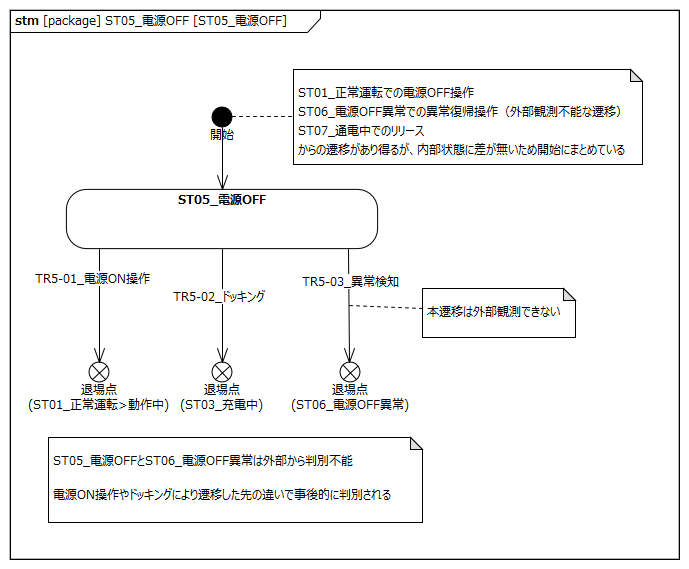 stm [package] ST05_電源OFF [ST05_電源OFF]
ST01_正常運転での電源OFF操作
ST06_電源OFF異常での異常復帰操作（外部観測不能な遷移）
ST07_通電中でのリリース
からの遷移があり得るが、内部状態に差が無いため開始にまとめている
開始
ST05_電源OFF
TR5-01_電源ON操作
TR5-02_ドッキング
TR5-03_異常検知
本遷移は外部観測できない
退場点
(ST01_正常運転>動作中)
退場点
(ST03_充電中)
退場点
(ST06_電源OFF異常)
ST05_電源OFFとST06_電源OFF異常は外部から判別不能
電源ON操作やドッキングにより遷移した先の違いで事後的に判別される